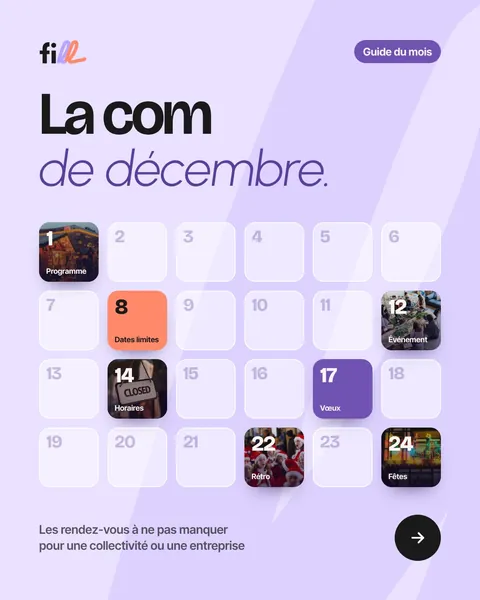 fill
Guide du mois
La com
de décembre.
1
Programme
2
3
4
5
6
7
8
Dates limites
9
10
11
12
Événement
13
14
CLOSED
Horaires
15
16
17
Vœux
18
19
20
21
22
Rétro
23
24
Fêtes
Les rendez-vous à ne pas manquer
pour une collectivité ou une entreprise